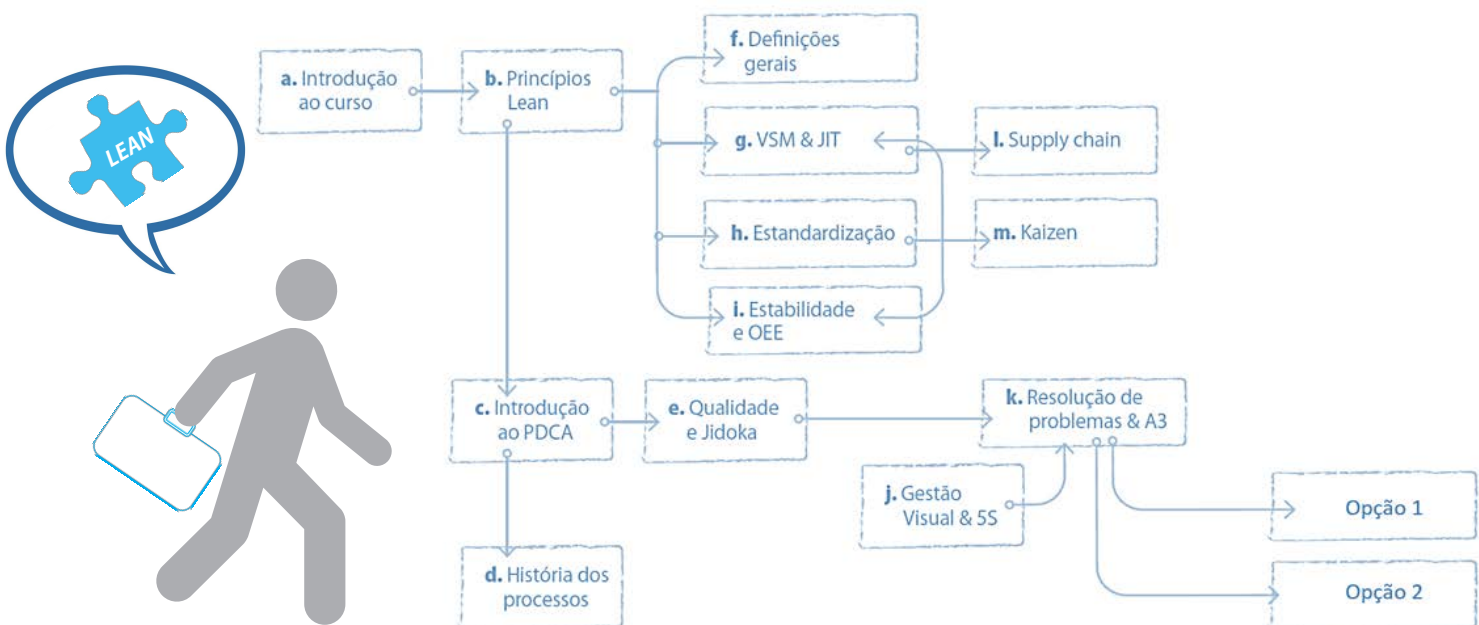 LEAN
a. Introdução
ao curso
b. Princípios
Lean
f. Definições
gerais
g. VSM & JIT
l. Supply chain
h. Estandardização
m. Kaizen
i. Estabilidade
e OEE
c. Introdução
ao PDCA
e. Qualidade
e Jidoka
k. Resolução de
problemas & A3
j. Gestão
Visual & 5S
Opção 1
d. História dos
processos
Opção 2